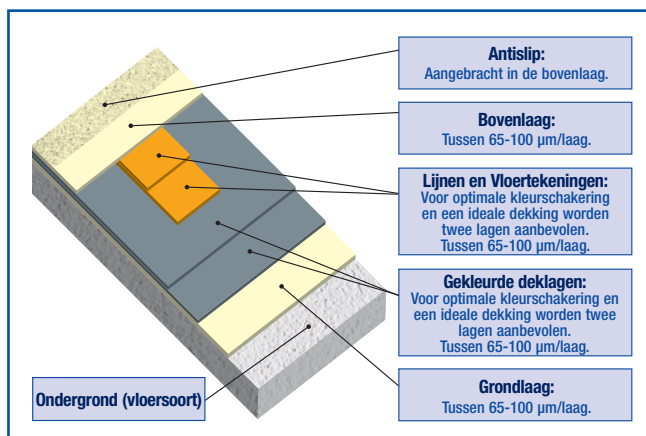 Antislip:
Aangebracht in de bovenlaag.
Bovenlaag:
Tussen 65-100 µm/laag.
Lijnen en Vloertekeningen:
Voor optimale kleurschakering
en een ideale dekking worden
twee lagen aanbevolen.
Tussen 65-100 µm/laag.
Gekleurde deklagen:
Voor optimale kleurschakering en
een ideale dekking worden twee
lagen aanbevolen.
Tussen 65-100 µm/laag.
Grondlaag:
Tussen 65-100 µm/laag.
Ondergrond (vloersoort)